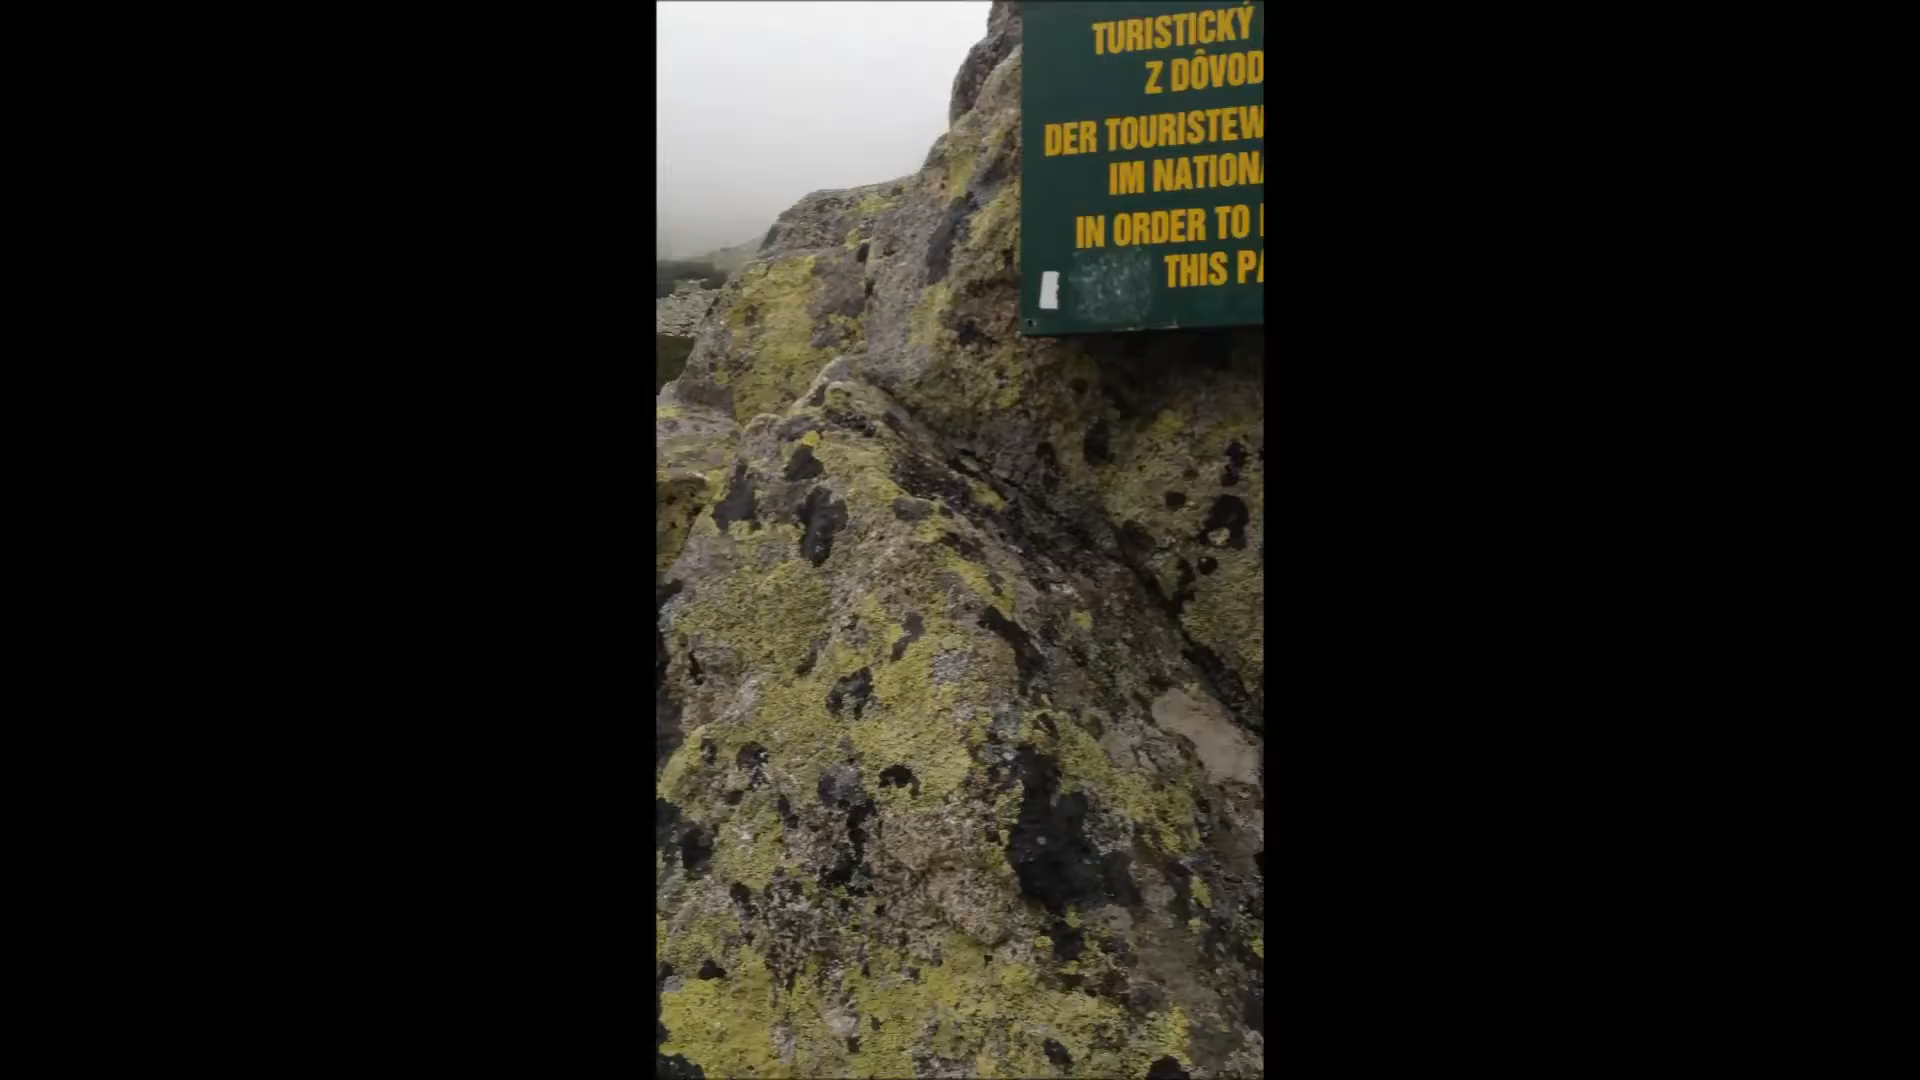 TURISTICKÝ
Z DÔVOD
DER TOURISTEW
IM NATION
IN ORDER TO
THIS PA